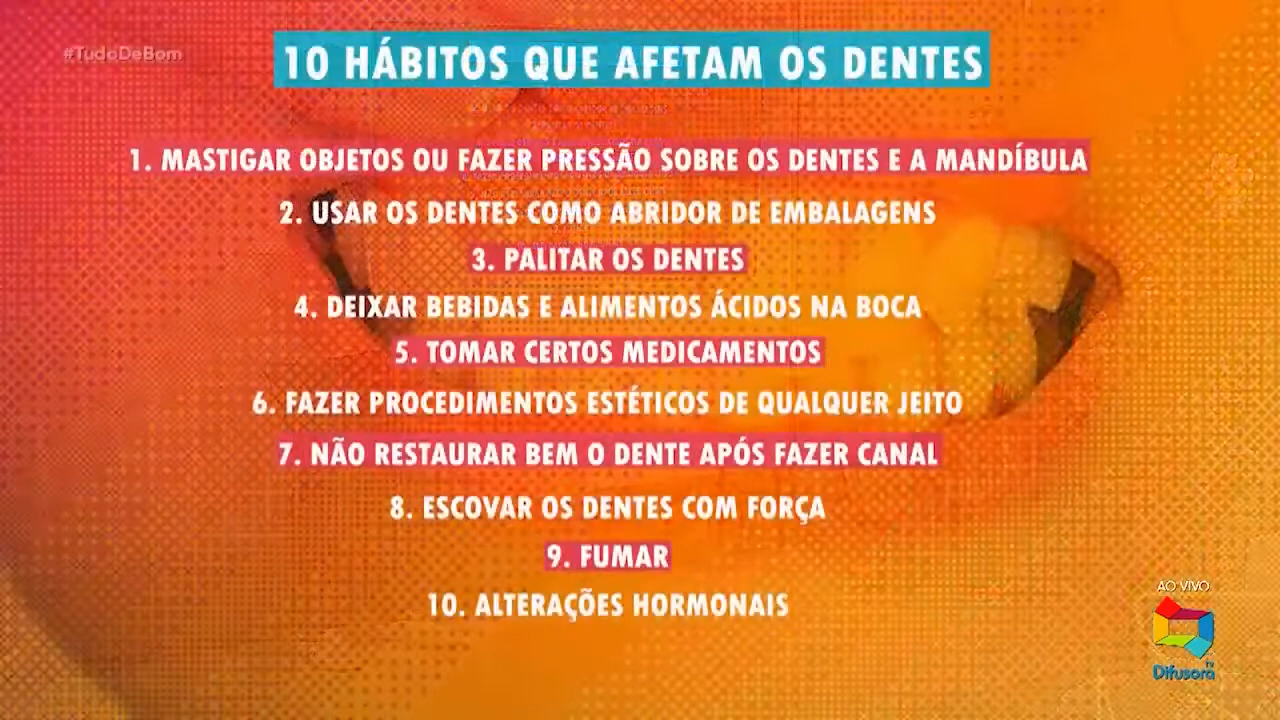 #TudoDeBom
10 HÁBITOS QUE AFETAM OS DENTES
1. MASTIGAR OBJETOS OU FAZER PRESSÃO SOBRE OS DENTES E A MANDÍBULA
2. USAR OS DENTES COMO ABRIDOR DE EMBALAGENS
3. PALITAR OS DENTES
4. DEIXAR BEBIDAS E ALIMENTOS ÁCIDOS NA BOCA
5. TOMAR CERTOS MEDICAMENTOS
6. FAZER PROCEDIMENTOS ESTÉTICOS DE QUALQUER JEITO
7. NÃO RESTAURAR BEM O DENTE APÓS FAZER CANAL
8. ESCOVAR OS DENTES COM FORÇA
9. FUMAR
10. ALTERAÇÕES HORMONAIS
AO VIVO
TV
Difusora